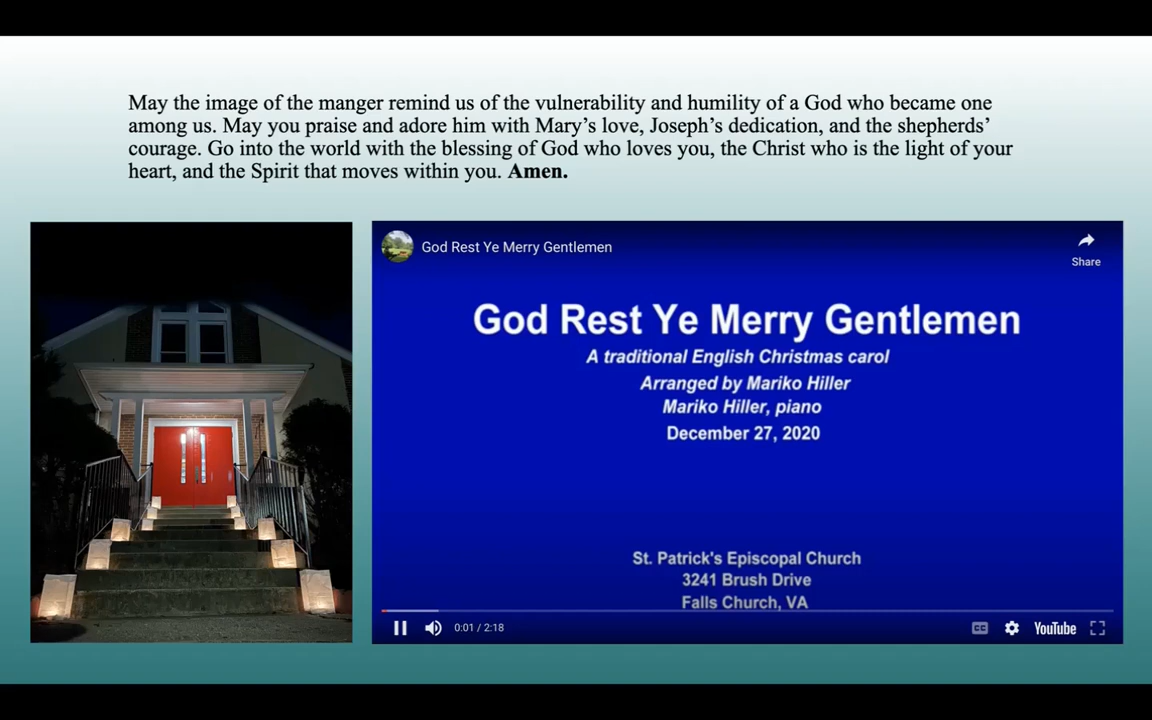 May the image of the manger remind us of the vulnerability and humility of a God who became one
among us. May you praise and adore him with Mary’s love, Joseph’s dedication, and the shepherds’
courage. Go into the world with the blessing of God who loves you, the Christ who is the light of your
heart, and the Spirit that moves within you. Amen.
God Rest Ye Merry Gentlemen
Share
God Rest Ye Merry Gentlemen
A traditional English Christmas carol
Arranged by Mariko Hiller
Mariko Hiller, piano
December 27, 2020
St. Patrick's Episcopal Church
3241 Brush Drive
Falls Church, VA
0:01 / 2:18
CC
YouTube